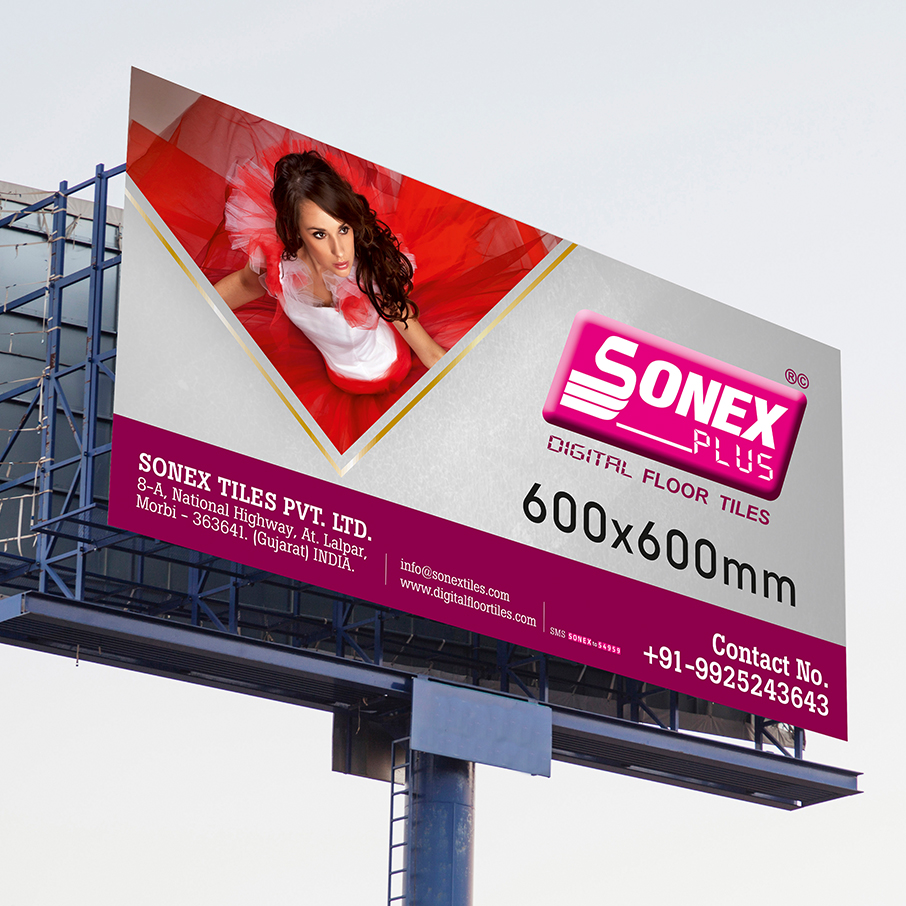 SONEX
PLUS
®©
DIGITAL FLOOR TILES
600x600mm
SONEX TILES PVT. LTD.
8-A, National Highway, At. Lalpar,
Morbi – 363641. (Gujarat) INDIA.
info@sonextiles.com
www.digitalfloortiles.com
SMS SONEX to 54959
Contact No.
+91-9925243643